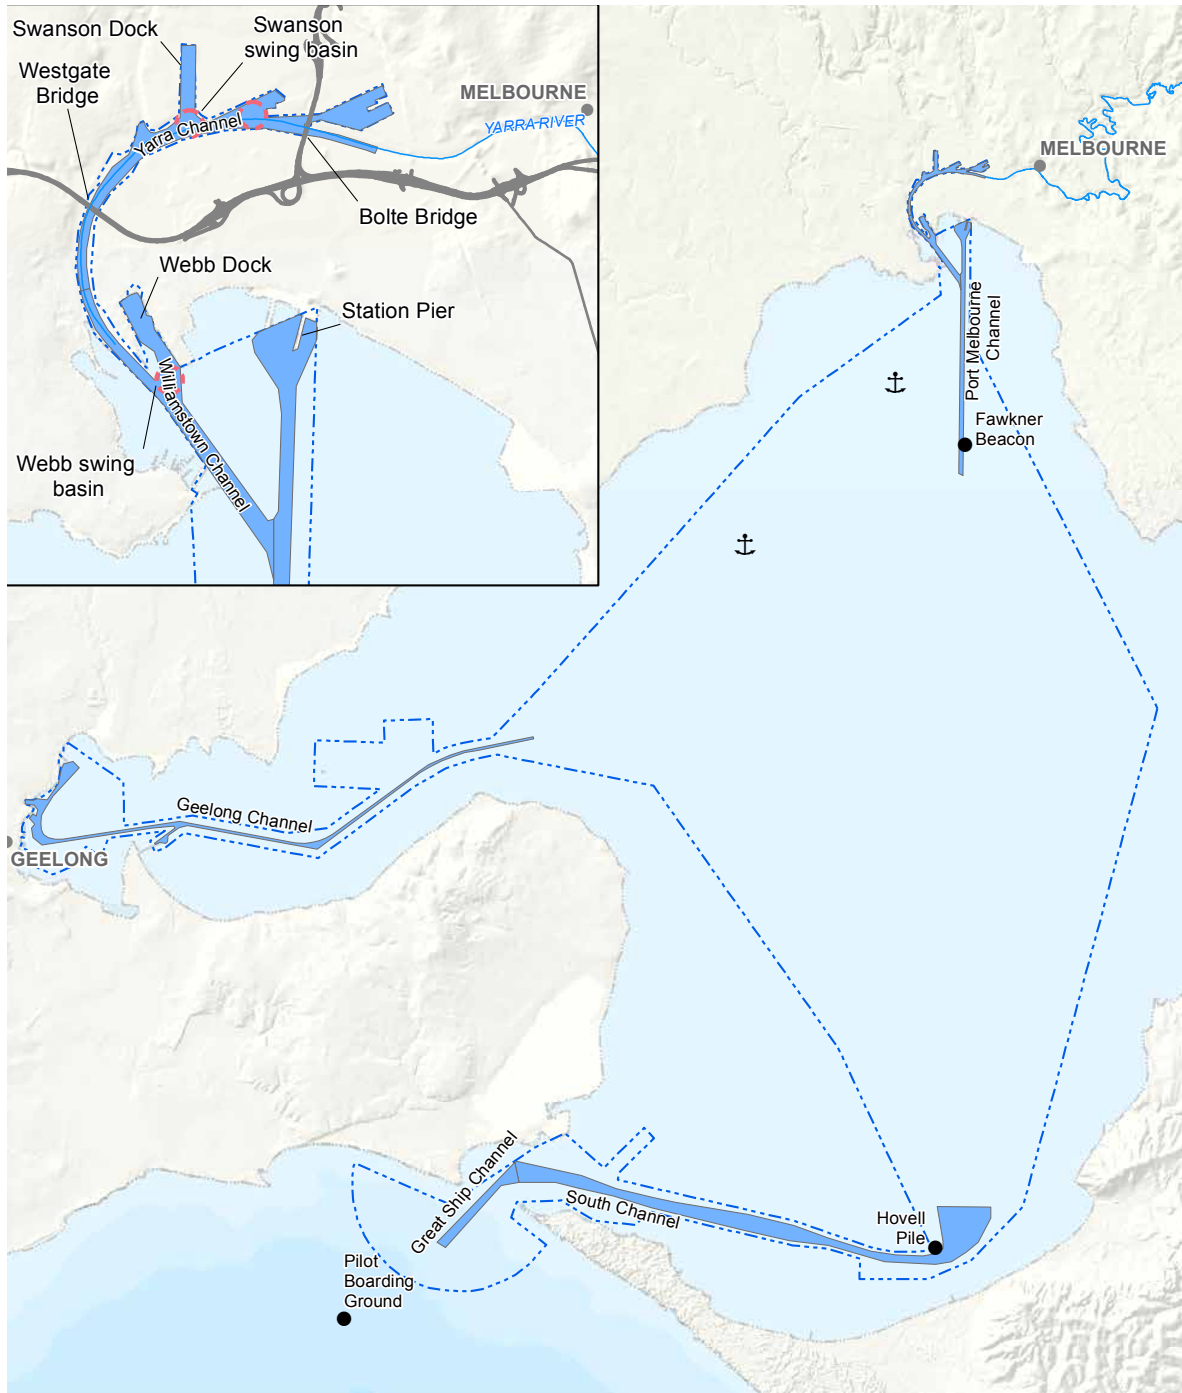 Swanson Dock
Swanson
swing basin
Westgate
Bridge
MELBOURNE
YARRA RIVER
Yarra Channel
Bolte Bridge
Webb Dock
Station Pier
Williamstown Channel
Webb swing
basin
MELBOURNE
Port Melbourne
Channel
Fawkner
Beacon
Geelong Channel
GEELONG
Great Ship Channel
South Channel
Hovell
Pile
Pilot
Boarding
Ground